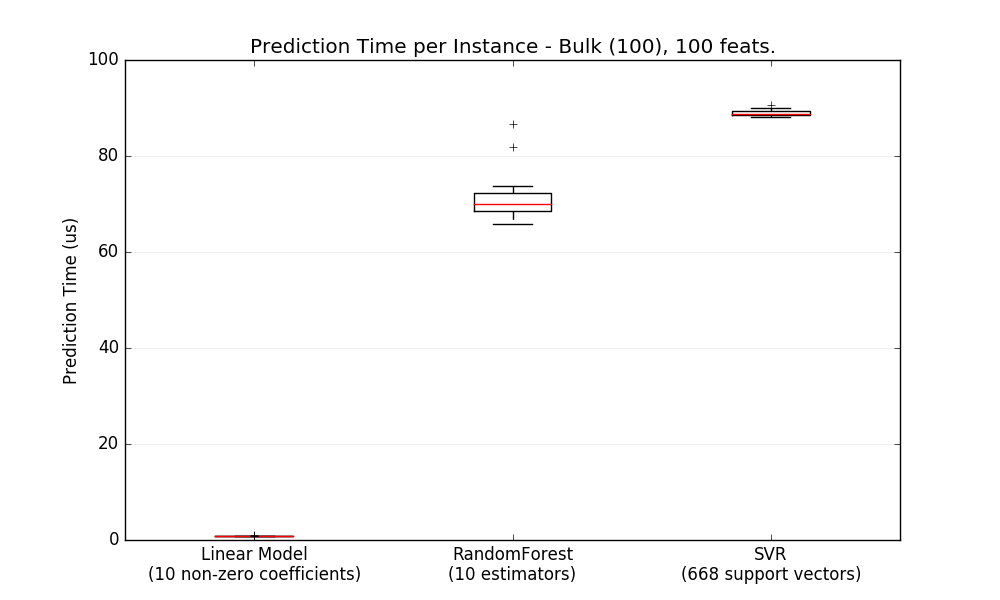 Prediction Time per Instance - Bulk (100), 100 feats.
100
80
60
40
20
0
Prediction Time (us)
Linear Model
(10 non-zero coefficients)
RandomForest
(10 estimators)
SVR
(668 support vectors)